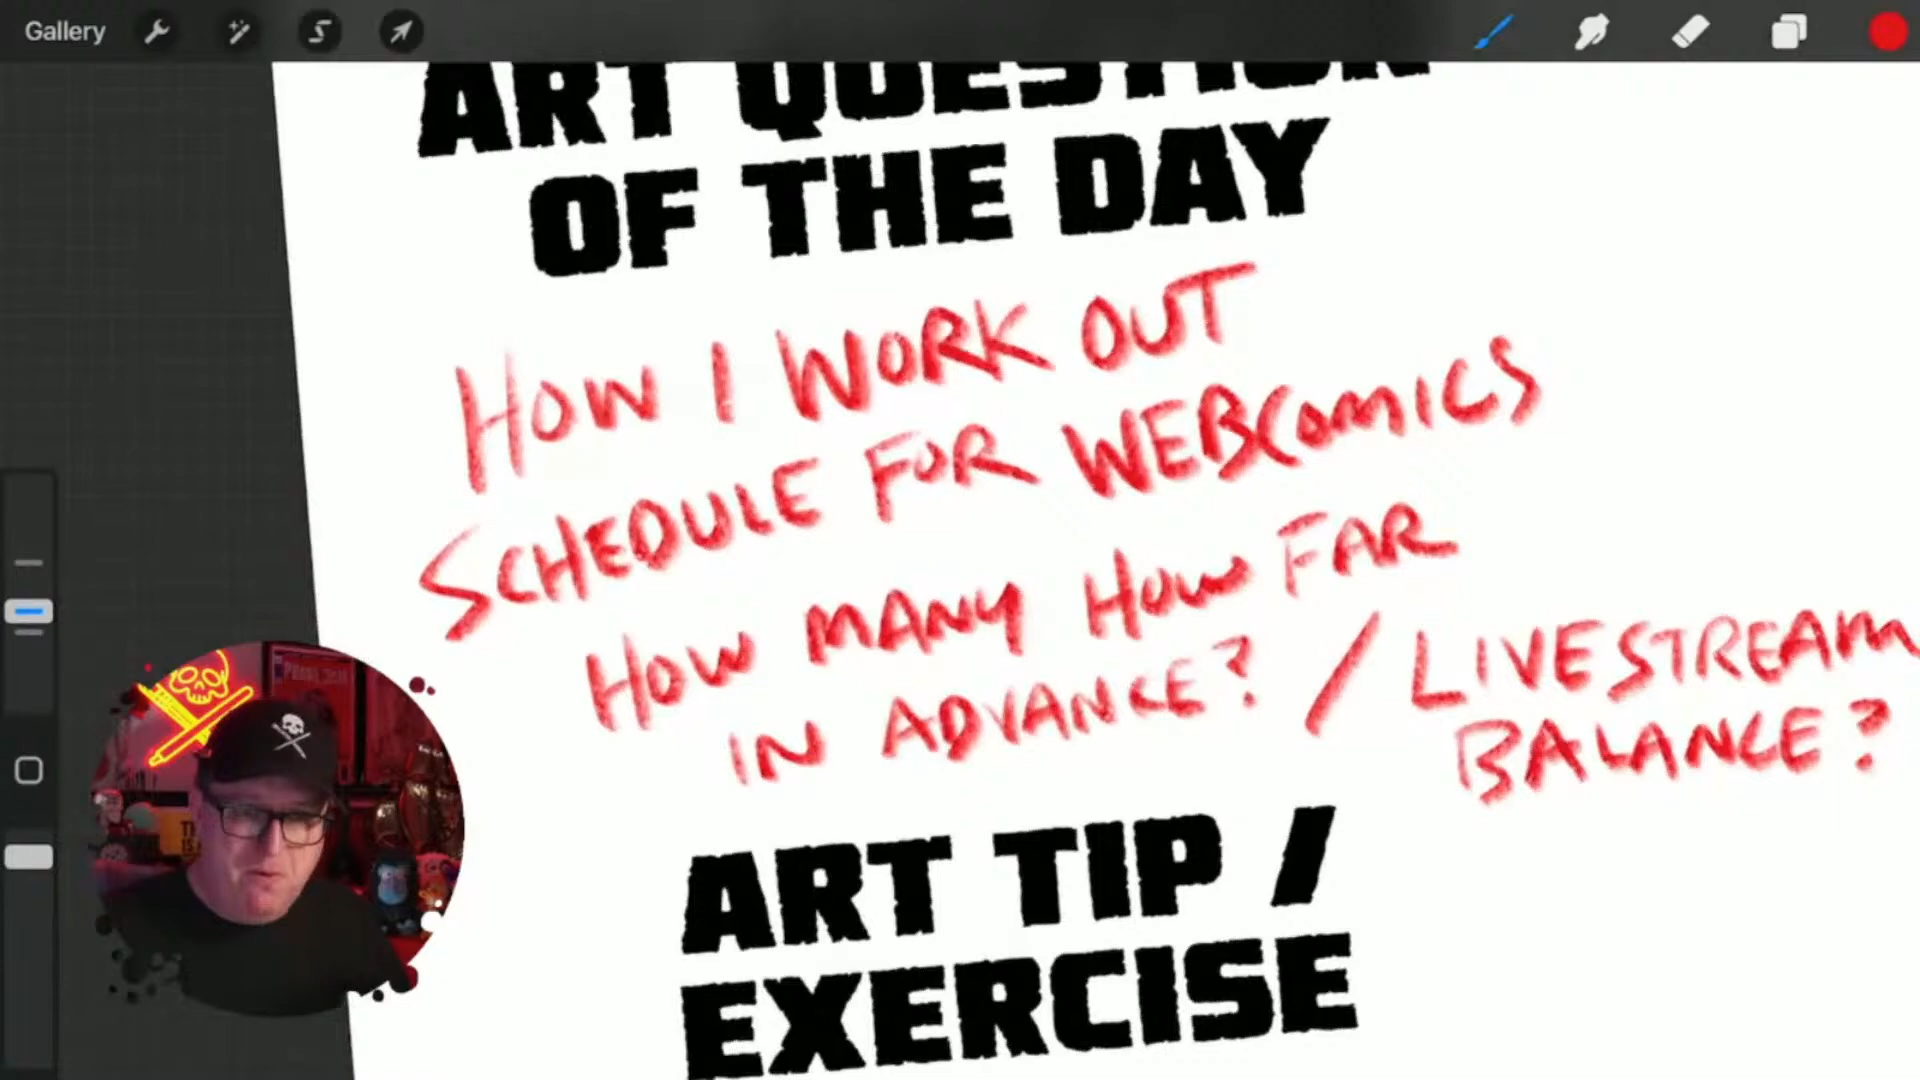 Gallery
ART QUESTION
OF THE DAY
HOW I WORK OUT
SCHEDULE FOR WEBCOMICS
HOW MANY HOW FAR
IN ADVANCE? / LIVESTREAM
BALANCE?
ART TIP /
EXERCISE